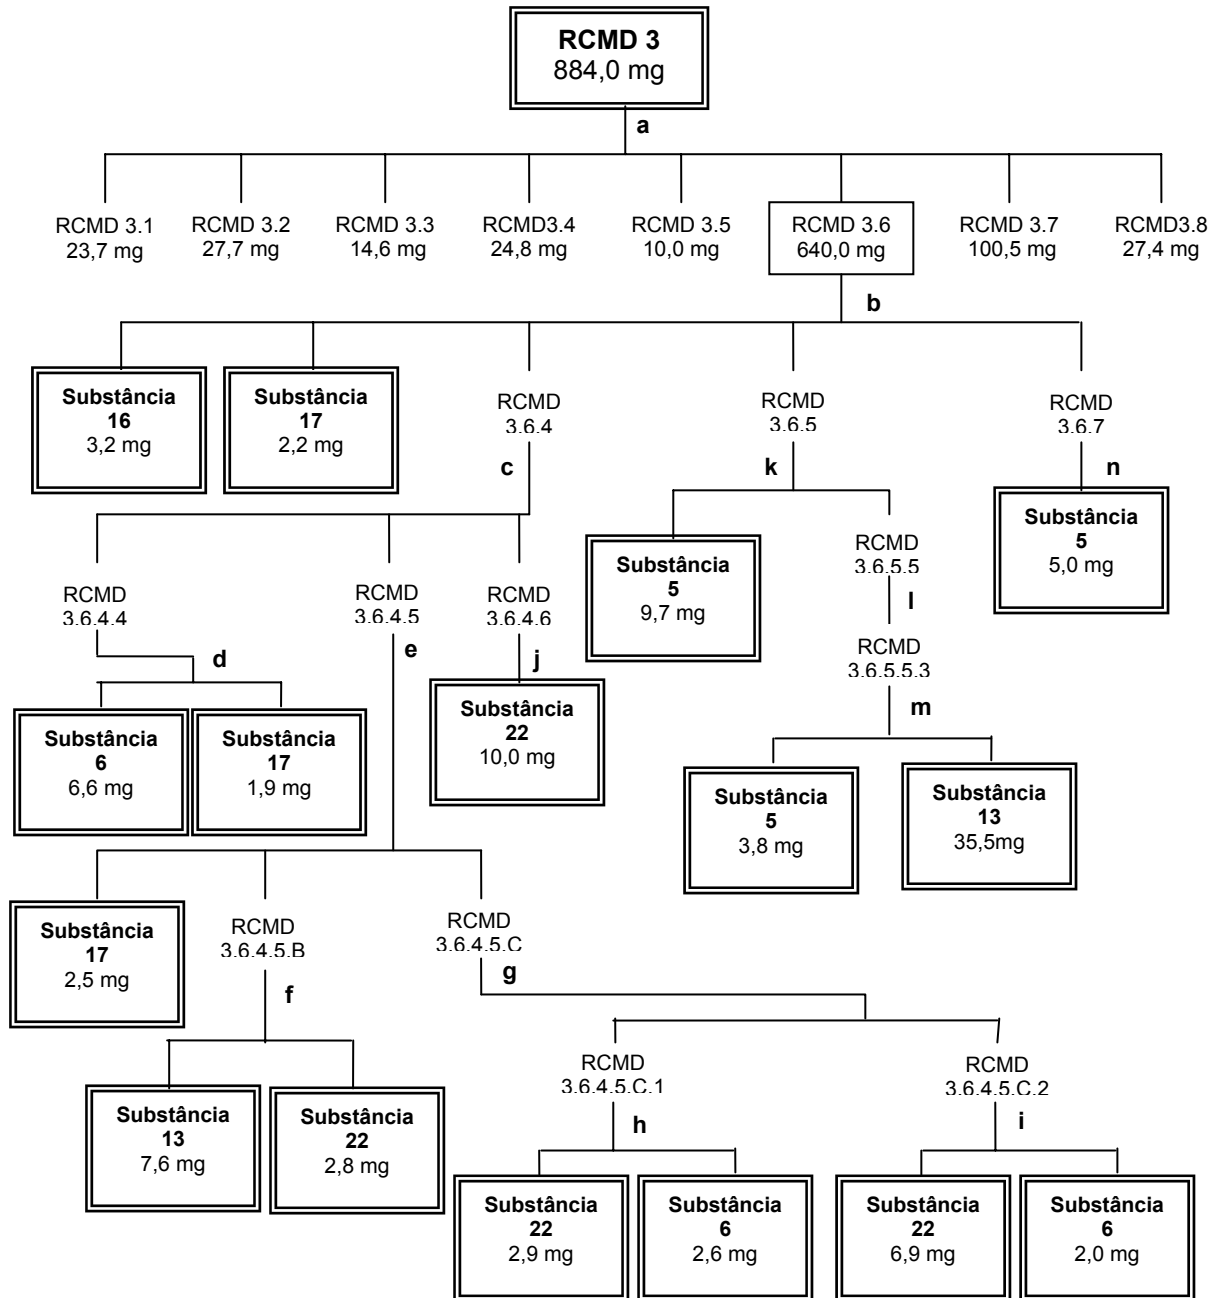 RCMD 3
884,0 mg
a
RCMD 3.1
23,7 mg
RCMD 3.2
27,7 mg
RCMD 3.3
14,6 mg
RCMD3.4
24,8 mg
RCMD 3.5
10,0 mg
RCMD 3.6
640,0 mg
RCMD 3.7
100,5 mg
RCMD3.8
27,4 mg
b
Substância
16
3,2 mg
Substância
17
2,2 mg
RCMD
3.6.4
RCMD
3.6.5
RCMD
3.6.7
c
k
n
RCMD
3.6.4.4
RCMD
3.6.4.5
RCMD
3.6.4.6
Substância
5
9,7 mg
RCMD
3.6.5.5
Substância
5
5,0 mg
l
RCMD
3.6.5.5.3
d
e
j
m
Substância
6
6,6 mg
Substância
17
1,9 mg
Substância
22
10,0 mg
Substância
5
3,8 mg
Substância
13
35,5mg
Substância
17
2,5 mg
RCMD
3.6.4.5.B
RCMD
3.6.4.5.C
f
g
Substância
13
7,6 mg
Substância
22
2,8 mg
RCMD
3.6.4.5.C.1
RCMD
3.6.4.5.C.2
h
i
Substância
22
2,9 mg
Substância
6
2,6 mg
Substância
22
6,9 mg
Substância
6
2,0 mg